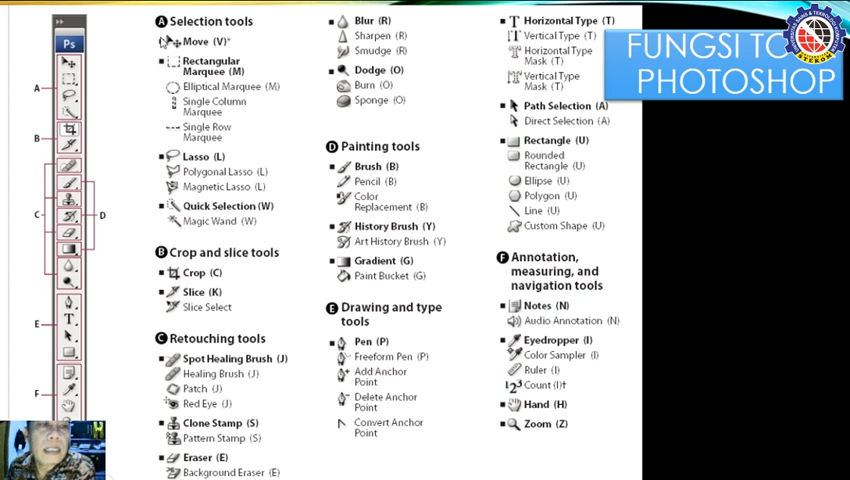 Ps
A
B
C
D
E
F
A Selection tools
Move (V)*
Rectangular
Marquee (M)
Elliptical Marquee (M)
Single Column
Marquee
Single Row
Marquee
Lasso (L)
Polygonal Lasso (L)
Magnetic Lasso (L)
Quick Selection (W)
Magic Wand (W)
B Crop and slice tools
Crop (C)
Slice (K)
Slice Select
C Retouching tools
Spot Healing Brush (J)
Healing Brush (J)
Patch (J)
Red Eye (J)
Clone Stamp (S)
Pattern Stamp (S)
Eraser (E)
Background Eraser (E)
Blur (R)
Sharpen (R)
Smudge (R)
Dodge (O)
Burn (O)
Sponge (O)
D Painting tools
Brush (B)
Pencil (B)
Color
Replacement (B)
History Brush (Y)
Art History Brush (Y)
Gradient (G)
Paint Bucket (G)
E Drawing and type
tools
Pen (P)
Freeform Pen (P)
Add Anchor
Point
Delete Anchor
Point
Convert Anchor
Point
Horizontal Type (T)
Vertical Type (T)
Horizontal Type
Mask (T)
Vertical Type
Mask (T)
Path Selection (A)
Direct Selection (A)
Rectangle (U)
Rounded
Rectangle (U)
Ellipse (U)
Polygon (U)
Line (U)
Custom Shape (U)
F Annotation,
measuring, and
navigation tools
Notes (N)
Audio Annotation (N)
Eyedropper (I)
Color Sampler (I)
Ruler (I)
Count (I)†
Hand (H)
Zoom (Z)
FUNGSI TO
PHOTOSHOP
STEKOM